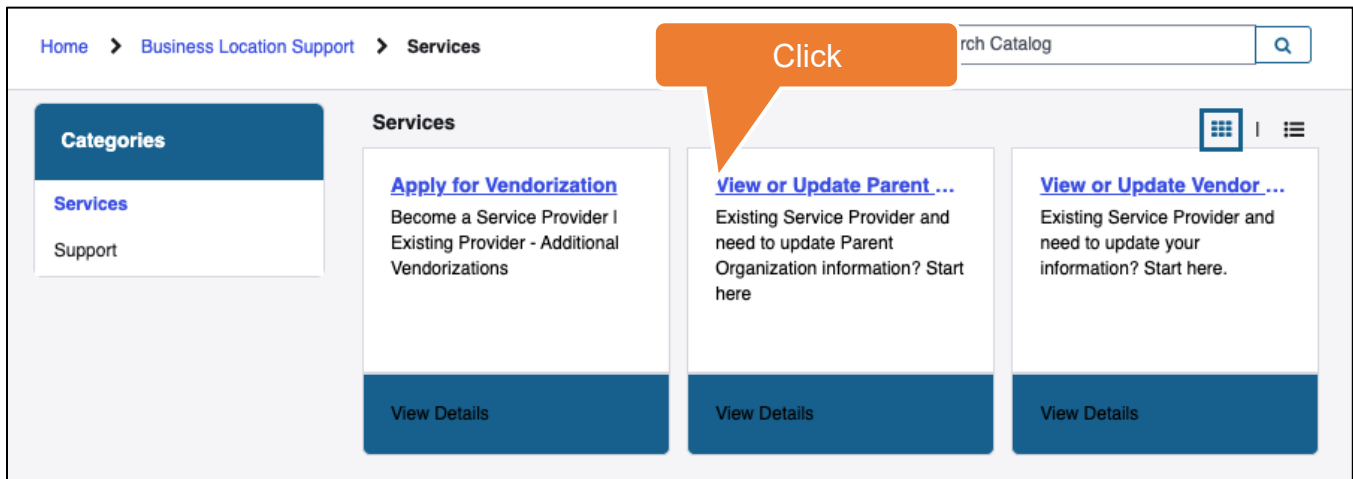 Home > Business Location Support > Services
Click
rch Catalog
Categories
Services
Support
Services
Apply for Vendorization
Become a Service Provider |
Existing Provider - Additional
Vendorizations
View Details
View or Update Parent ...
Existing Service Provider and
need to update Parent
Organization information? Start
here
View Details
View or Update Vendor ...
Existing Service Provider and
need to update your
information? Start here.
View Details